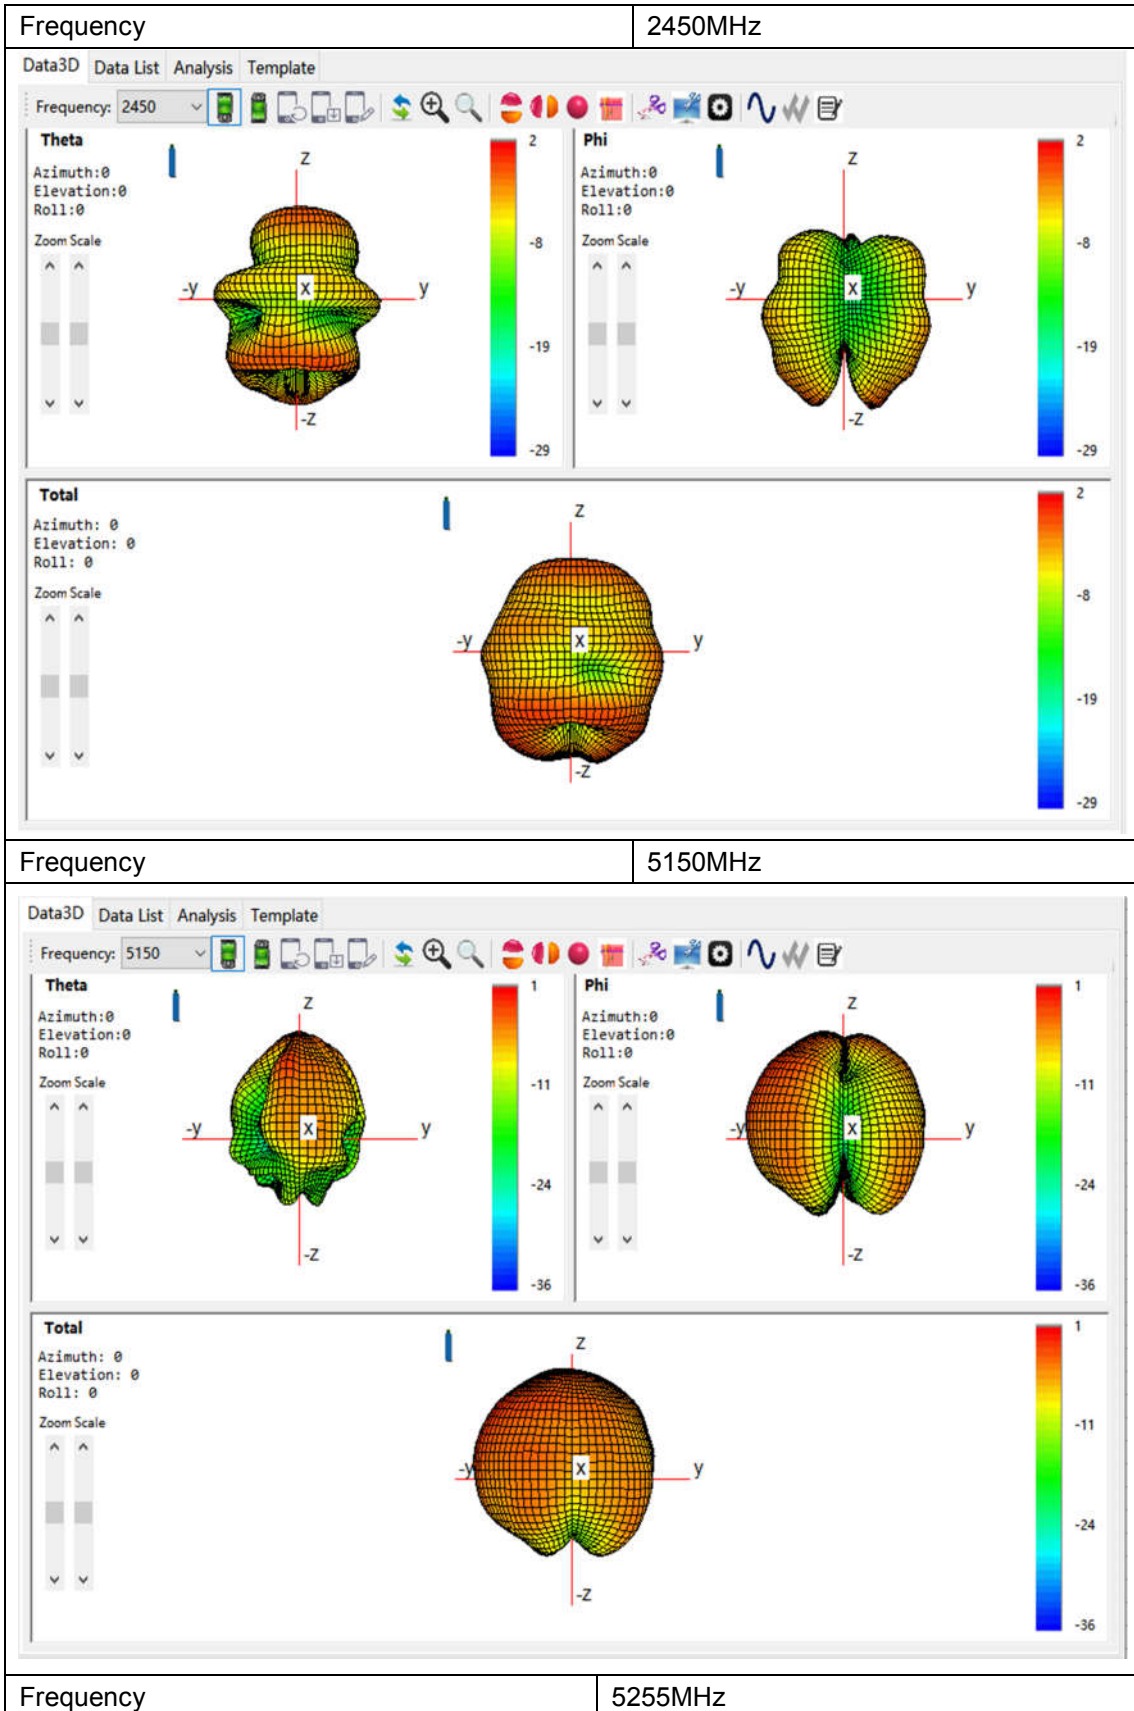 Frequency 2450MHz
Data3D Data List Analysis Template
Frequency: 2450
Theta
Azimuth:0
Elevation:0
Roll:0
Zoom Scale
Z
-y X y
-Z
2
-8
-19
-29
Phi
Azimuth:0
Elevation:0
Roll:0
Zoom Scale
Z
-y X y
-Z
2
-8
-19
-29
Total
Azimuth: 0
Elevation: 0
Roll: 0
Zoom Scale
Z
-y X y
-Z
2
-8
-19
-29
Frequency 5150MHz
Data3D Data List Analysis Template
Frequency: 5150
Theta
Azimuth:0
Elevation:0
Roll:0
Zoom Scale
Z
-y X y
-Z
1
-11
-24
-36
Phi
Azimuth:0
Elevation:0
Roll:0
Zoom Scale
Z
-y X y
-Z
1
-11
-24
-36
Total
Azimuth: 0
Elevation: 0
Roll: 0
Zoom Scale
Z
-y X y
-Z
1
-11
-24
-36
Frequency 5255MHz